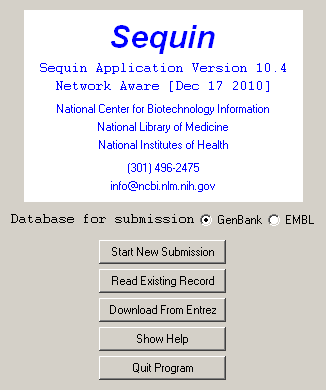 Sequin
Sequin Application Version 10.4
Network Aware [Dec 17 2010]
National Center for Biotechnology Information
National Library of Medicine
National Institutes of Health
(301) 496-2475
info@ncbi.nlm.nih.gov
Database for submission GenBank EMBL
Start New Submission
Read Existing Record
Download From Entrez
Show Help
Quit Program